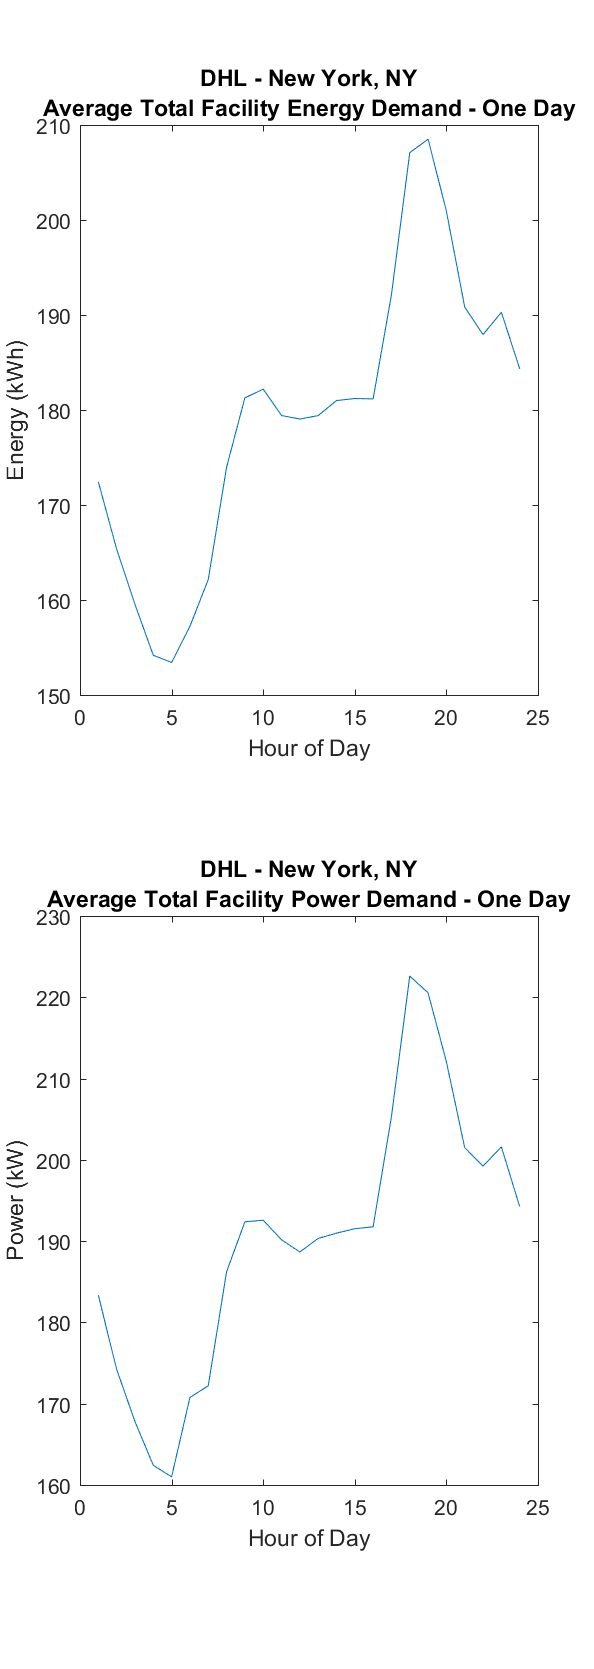 DHL - New York, NY
Average Total Facility Energy Demand - One Day
210
200
190
180
170
160
150
Energy (kWh)
0 5 10 15 20 25
Hour of Day
DHL - New York, NY
Average Total Facility Power Demand - One Day
230
220
210
200
190
180
170
160
Power (kW)
0 5 10 15 20 25
Hour of Day